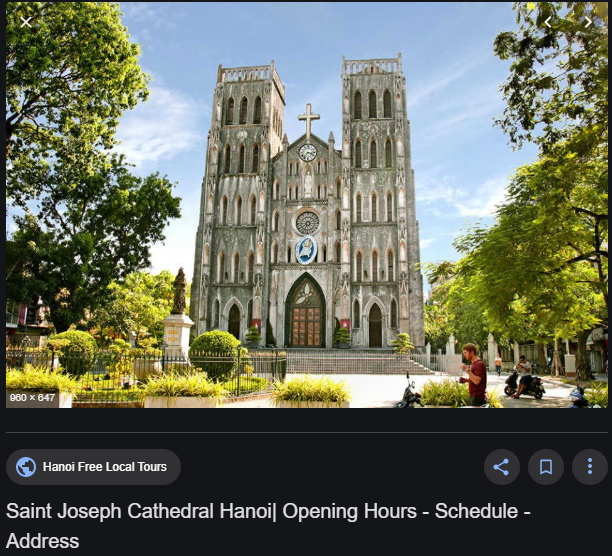 960 × 647
Hanoi Free Local Tours
Saint Joseph Cathedral Hanoi| Opening Hours - Schedule -
Address